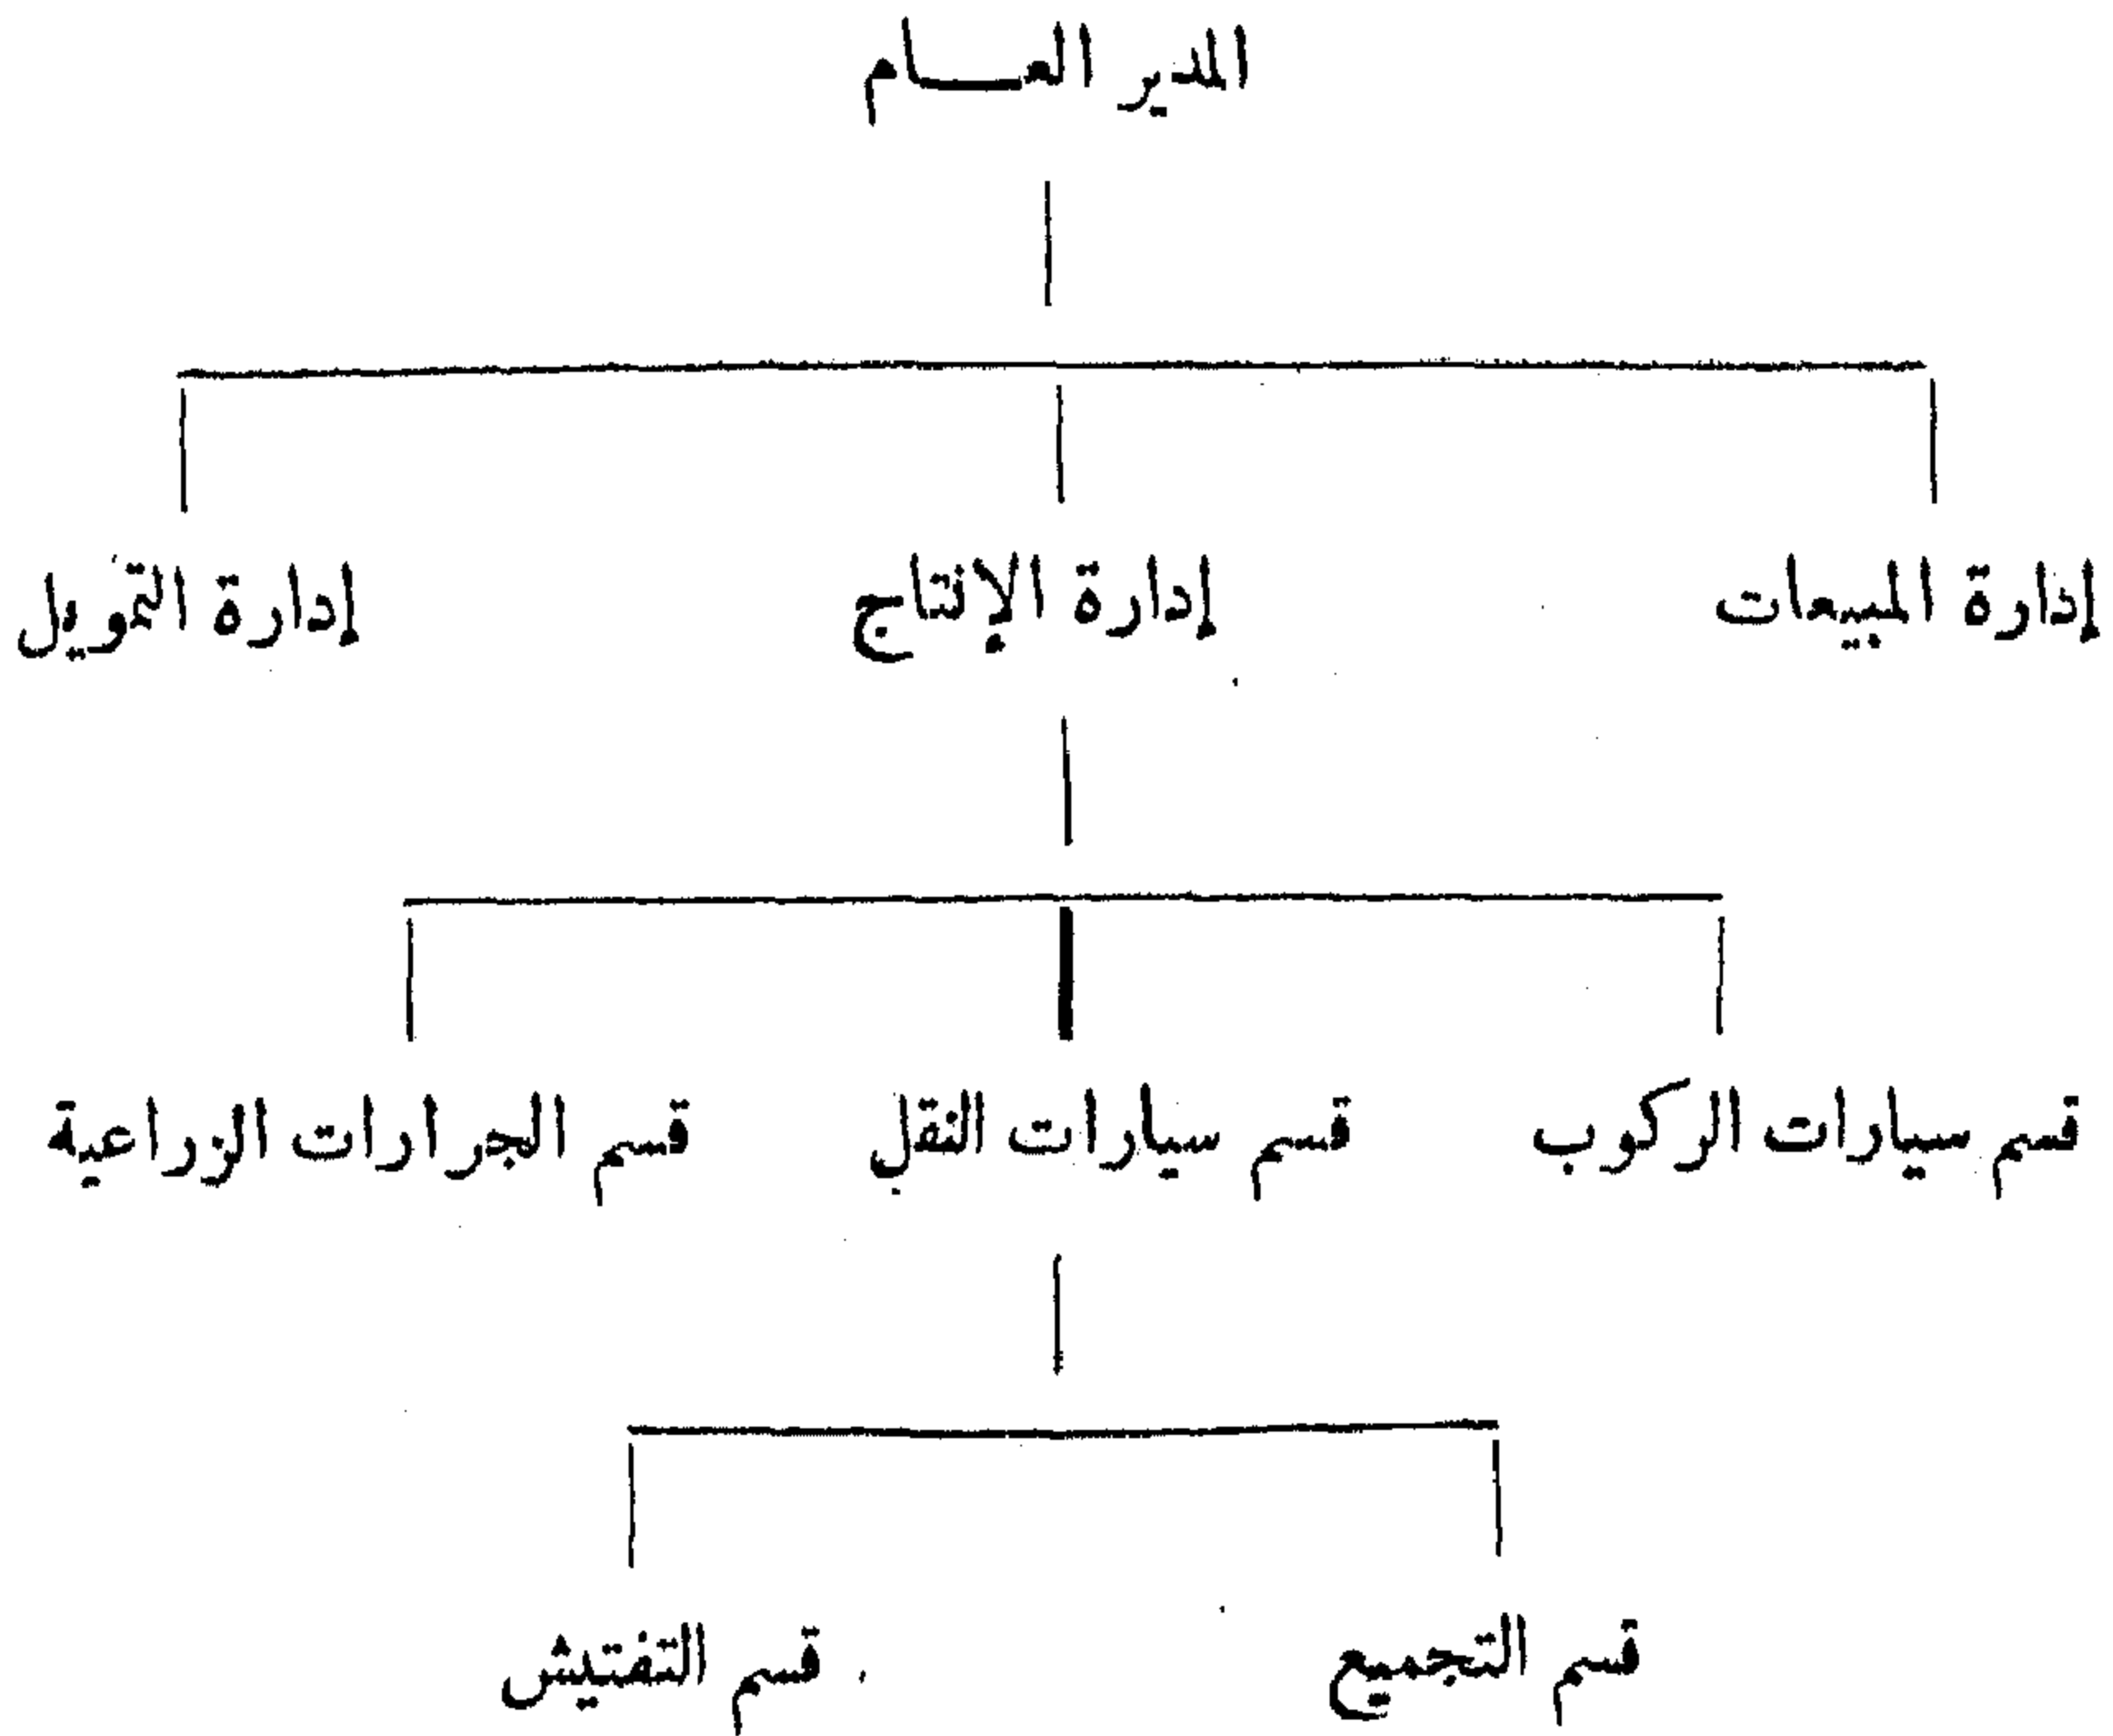 المدير العـــام
إدارة المبيعات إدارة الإنتاج إدارة التمويل
قسم سيارات الركوب قسم سيارات النقل قسم الجرارات الزراعية
قسم التجميع قسم التفتيش